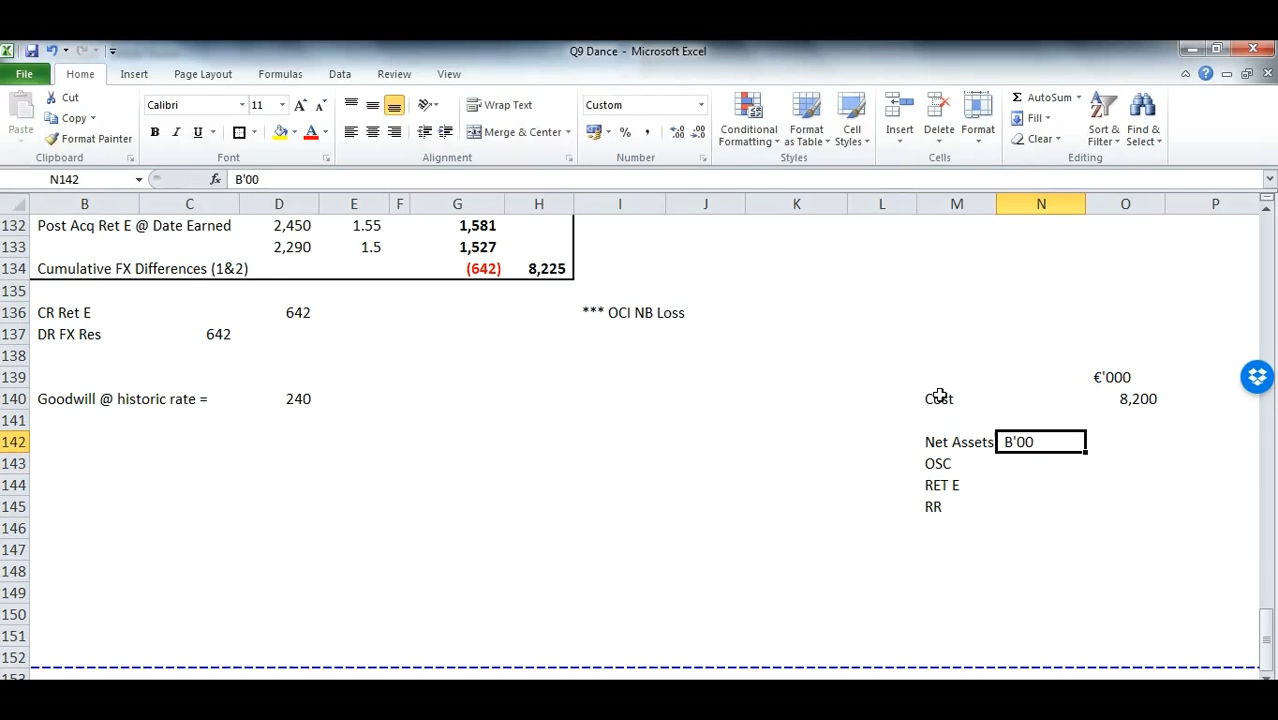 Q9 Dance - Microsoft Excel
File Home Insert Page Layout Formulas Data Review View
Paste
Cut
Copy
Format Painter
Clipboard
Calibri 11
B I U
Font
Wrap Text
Merge & Center
Alignment
Custom
Number
Conditional Formatting
Format as Table
Cell Styles
Styles
Insert Delete Format
Cells
AutoSum
Fill
Clear
Sort & Filter
Find & Select
Editing
N142 fx B'00
B C D E F G H I J K L M N O P
132 Post Acq Ret E @ Date Earned 2,450 1.55 1,581
133 2,290 1.5 1,527
134 Cumulative FX Differences (1&2) (642) 8,225
135
136 CR Ret E 642 *** OCI NB Loss
137 DR FX Res 642
138
139 €'000
140 Goodwill @ historic rate = 240 Cost 8,200
141
142 Net Assets B'00
143 OSC
144 RET E
145 RR
146
147
148
149
150
151
152
153